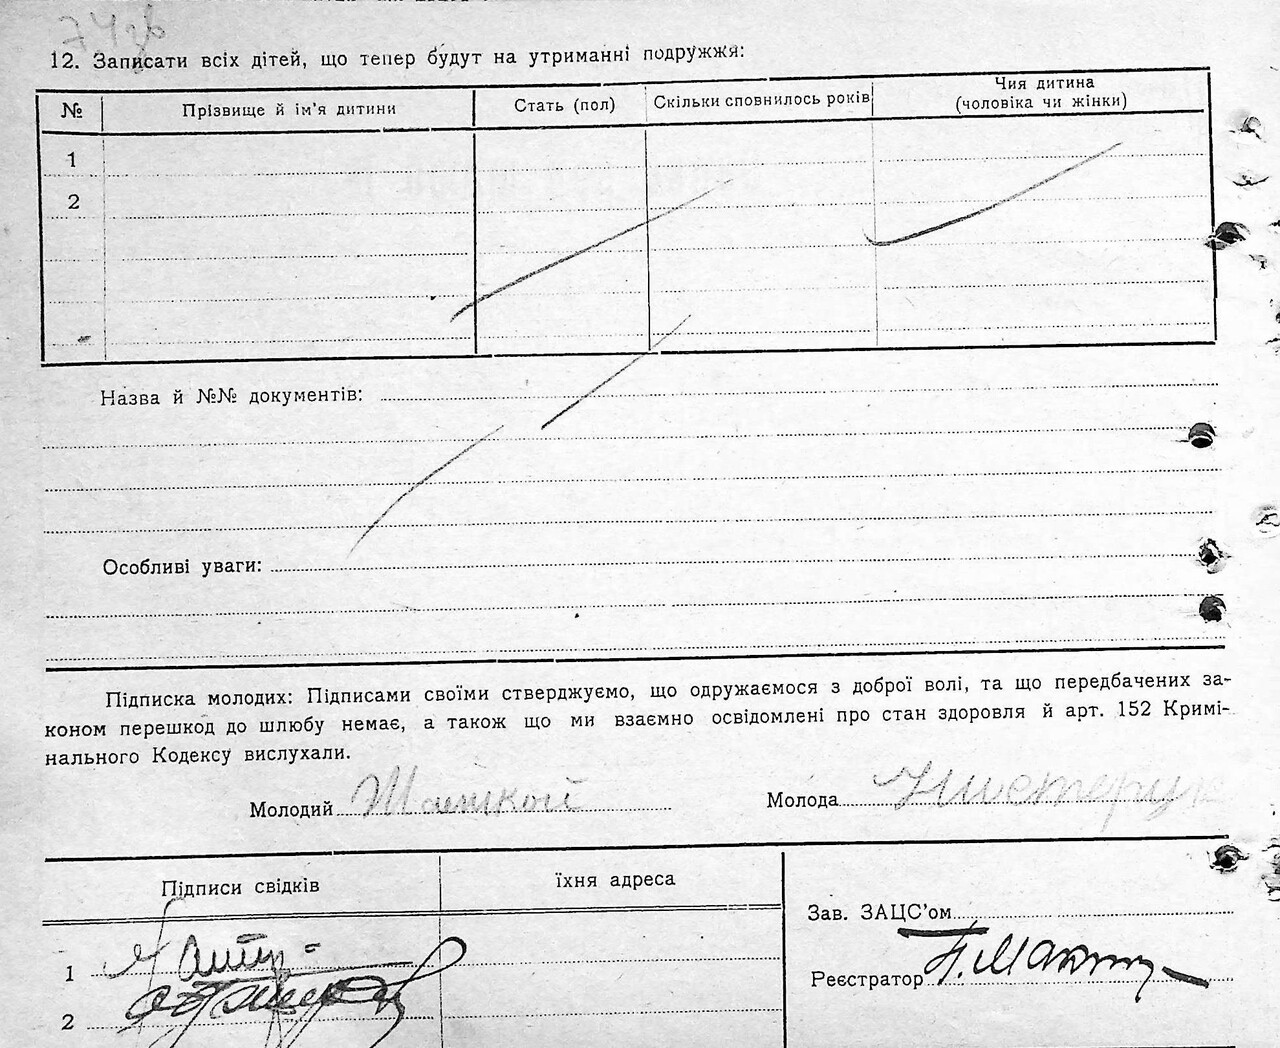 74зв
12. Записати всіх дітей, що тепер будут на утриманні подружжя:
№ Прізвище й ім'я дитини Стать (пол) Скільки сповнилось років Чия дитина (чоловіка чи жінки)
1
2
Назва й №№ документів:
Особливі уваги:
Підписка молодих: Підписами своїми стверджуємо, що одружаємося з доброї волі, та що передбачених за-
коном перешкод до шлюбу немає, а також що ми взаємно освідомлені про стан здоровля й арт. 152 Кримі-
нального Кодексу вислухали.
Молодий Молода
Підписи свідків їхня адреса
Зав. ЗАЦС'ом
1
Реєстратор
2